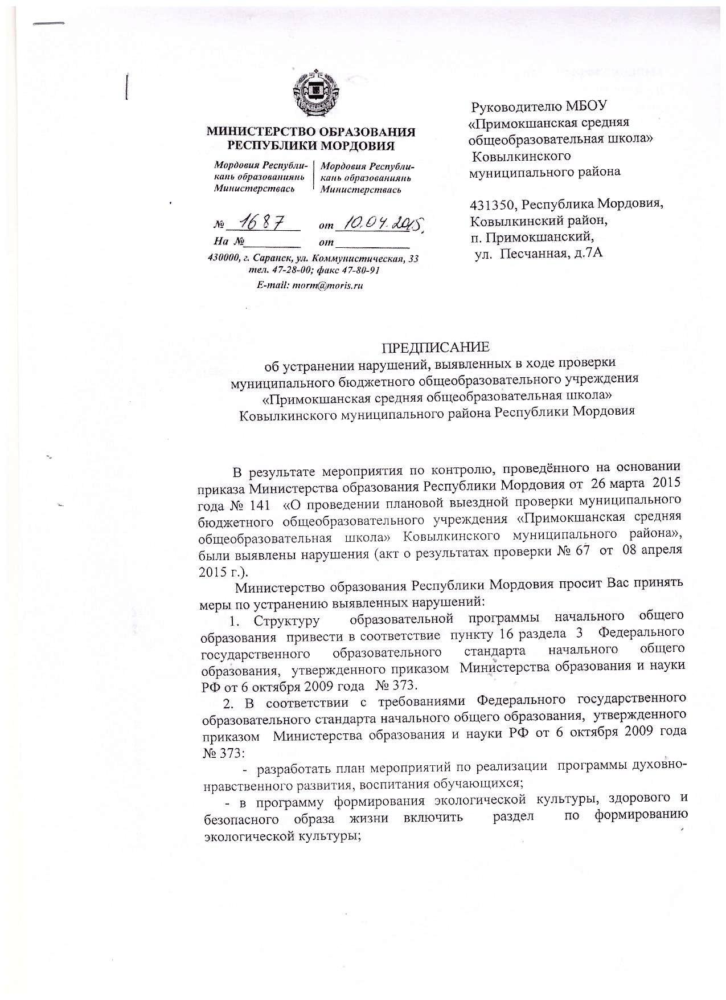 МИНИСТЕРСТВО ОБРАЗОВАНИЯ
РЕСПУБЛИКИ МОРДОВИЯ
Мордовия Республи-
кань образованиянь
Министерствась
Мордовия Республи-
кань образованиянь
Министерствась
№ 1687 от 10.04.2015.
На № от
430000, г. Саранск, ул. Коммунистическая, 33
тел. 47-28-00; факс 47-80-91
E-mail: morm@moris.ru
Руководителю МБОУ
«Примокшанская средняя
общеобразовательная школа»
Ковылкинского
муниципального района
431350, Республика Мордовия,
Ковылкинский район,
п. Примокшанский,
ул. Песчанная, д.7А
ПРЕДПИСАНИЕ
об устранении нарушений, выявленных в ходе проверки
муниципального бюджетного общеобразовательного учреждения
«Примокшанская средняя общеобразовательная школа»
Ковылкинского муниципального района Республики Мордовия
В результате мероприятия по контролю, проведённого на основании
приказа Министерства образования Республики Мордовия от 26 марта 2015
года № 141 «О проведении плановой выездной проверки муниципального
бюджетного общеобразовательного учреждения «Примокшанская средняя
общеобразовательная школа» Ковылкинского муниципального района»,
были выявлены нарушения (акт о результатах проверки № 67 от 08 апреля
2015 г.).
Министерство образования Республики Мордовия просит Вас принять
меры по устранению выявленных нарушений:
1. Структуру образовательной программы начального общего
образования привести в соответствие пункту 16 раздела 3 Федерального
государственного образовательного стандарта начального общего
образования, утвержденного приказом Министерства образования и науки
РФ от 6 октября 2009 года № 373.
2. В соответствии с требованиями Федерального государственного
образовательного стандарта начального общего образования, утвержденного
приказом Министерства образования и науки РФ от 6 октября 2009 года
№ 373:
- разработать план мероприятий по реализации программы духовно-
нравственного развития, воспитания обучающихся;
- в программу формирования экологической культуры, здорового и
безопасного образа жизни включить раздел по формированию
экологической культуры;